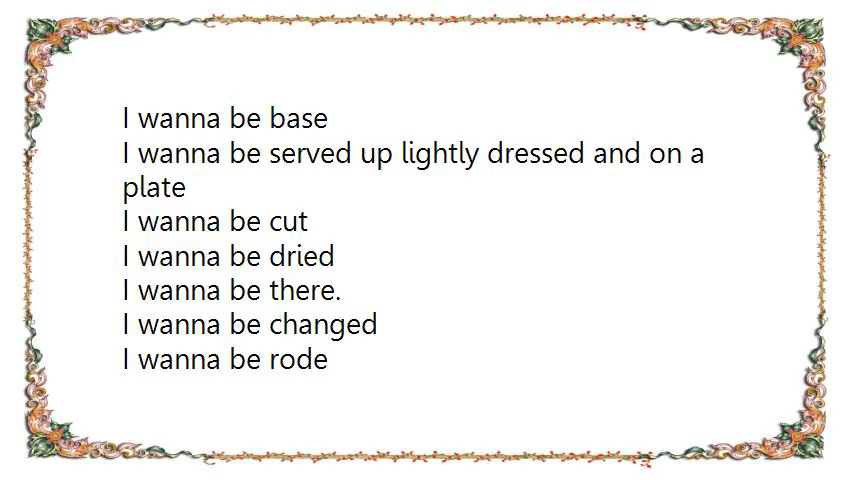 I wanna be base
I wanna be served up lightly dressed and on a
plate
I wanna be cut
I wanna be dried
I wanna be there.
I wanna be changed
I wanna be rode